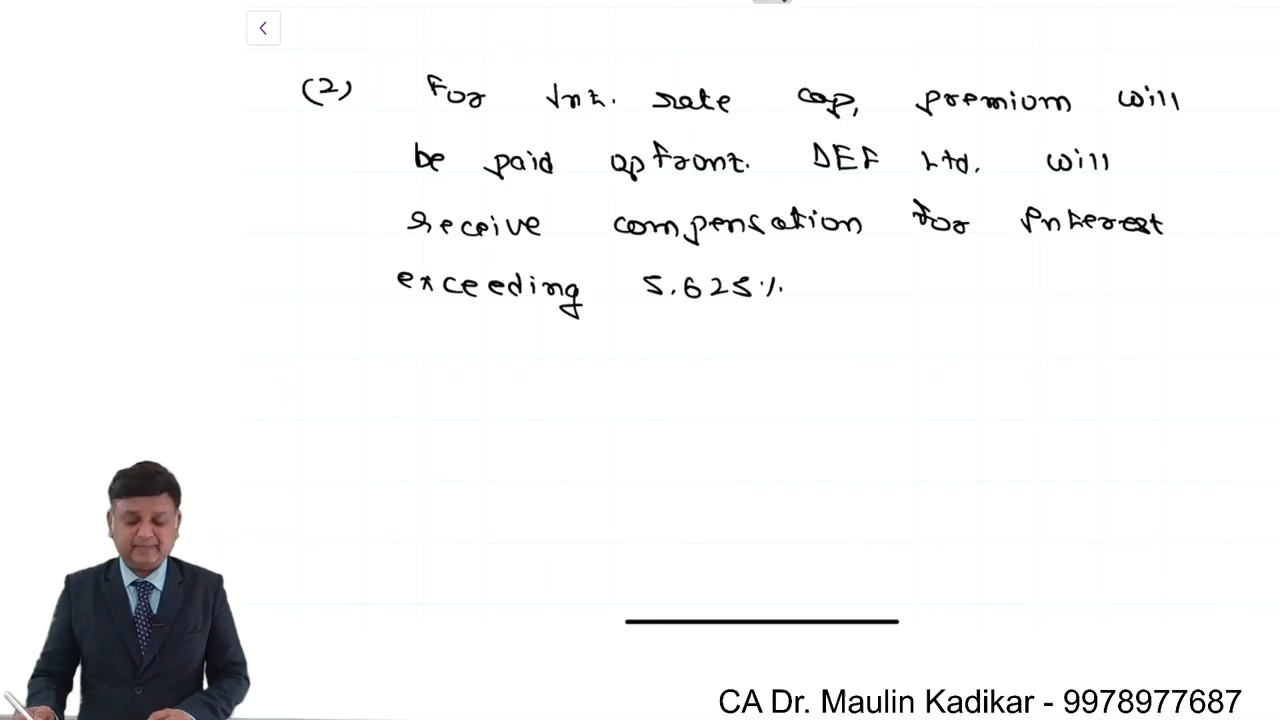 (2) For Int. rate cap, premium will
be paid upfront. DEF Ltd. will
receive compensation for interest
exceeding 5.625%.
CA Dr. Maulin Kadikar - 9978977687